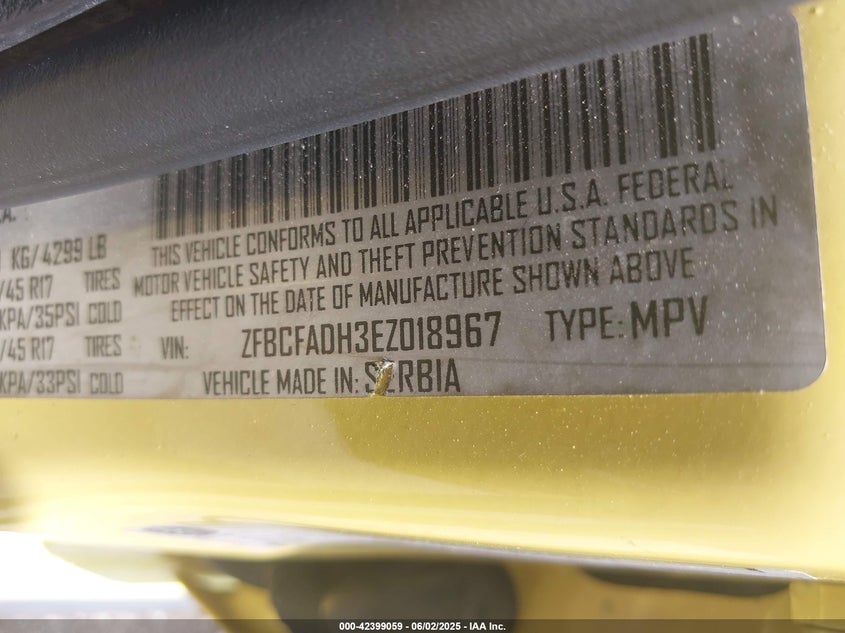 KG/4299 LB
/45 R17 TIRES
KPA/35PSI COLD
/45 R17 TIRES
KPA/33PSI COLD
THIS VEHICLE CONFORMS TO ALL APPLICABLE U.S.A. FEDERAL
MOTOR VEHICLE SAFETY AND THEFT PREVENTION STANDARDS IN
EFFECT ON THE DATE OF MANUFACTURE SHOWN ABOVE
VIN: ZFBCFADH3EZ018967 TYPE: MPV
VEHICLE MADE IN: SERBIA
000-42399059 - 06/02/2025 - IAA Inc.